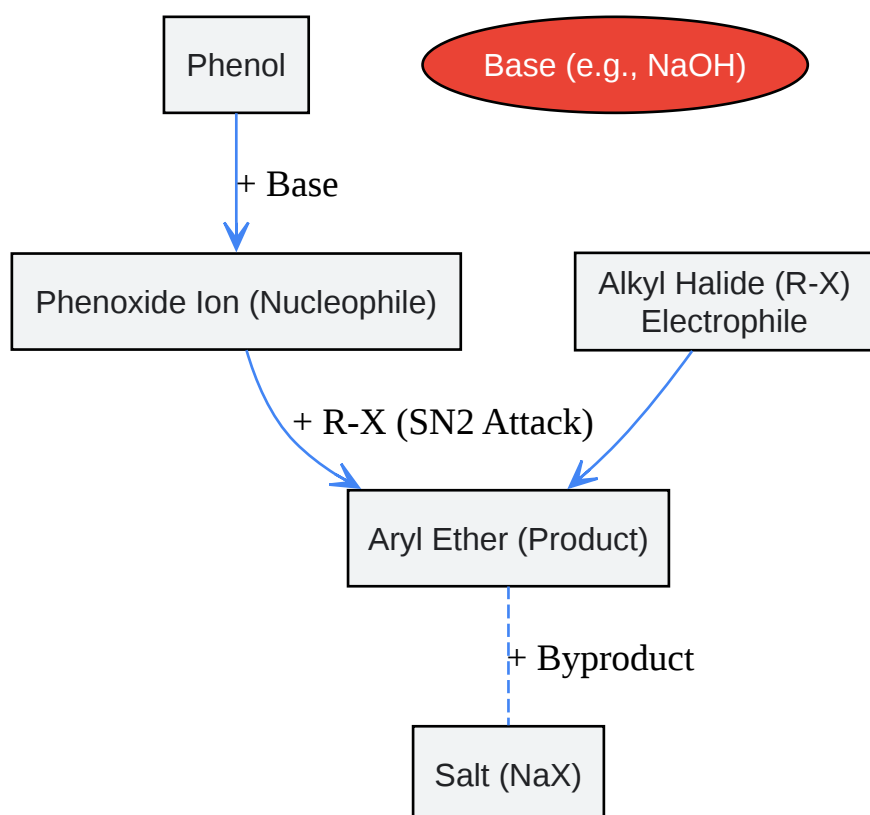 Phenol
Base (e.g., NaOH)
+ Base
Phenoxide Ion (Nucleophile)
Alkyl Halide (R-X)
Electrophile
+ R-X (SN2 Attack)
Aryl Ether (Product)
+ Byproduct
Salt (NaX)